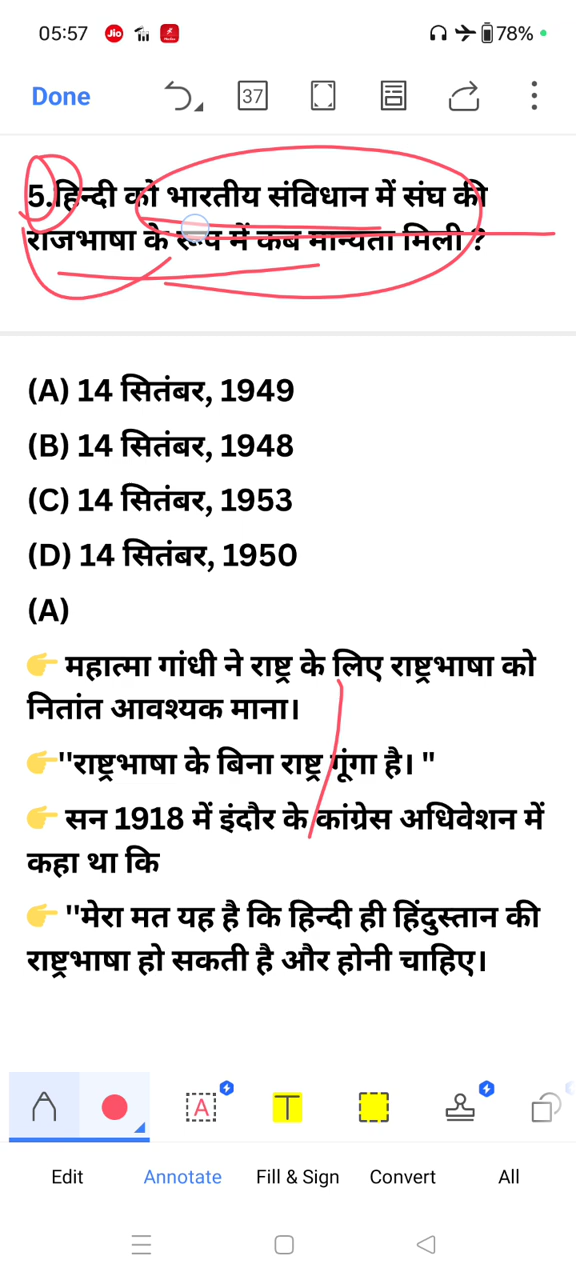 05:57 Jio 78%
Done 37
5.हिन्दी को भारतीय संविधान में संघ की
राजभाषा के रूप में कब मान्यता मिली ?
(A) 14 सितंबर, 1949
(B) 14 सितंबर, 1948
(C) 14 सितंबर, 1953
(D) 14 सितंबर, 1950
(A)
👉 महात्मा गांधी ने राष्ट्र के लिए राष्ट्रभाषा को
नितांत आवश्यक माना।
👉"राष्ट्रभाषा के बिना राष्ट्र गूंगा है। "
👉 सन 1918 में इंदौर के कांग्रेस अधिवेशन में
कहा था कि
👉 "मेरा मत यह है कि हिन्दी ही हिंदुस्तान की
राष्ट्रभाषा हो सकती है और होनी चाहिए।
A T
Edit Annotate Fill & Sign Convert All